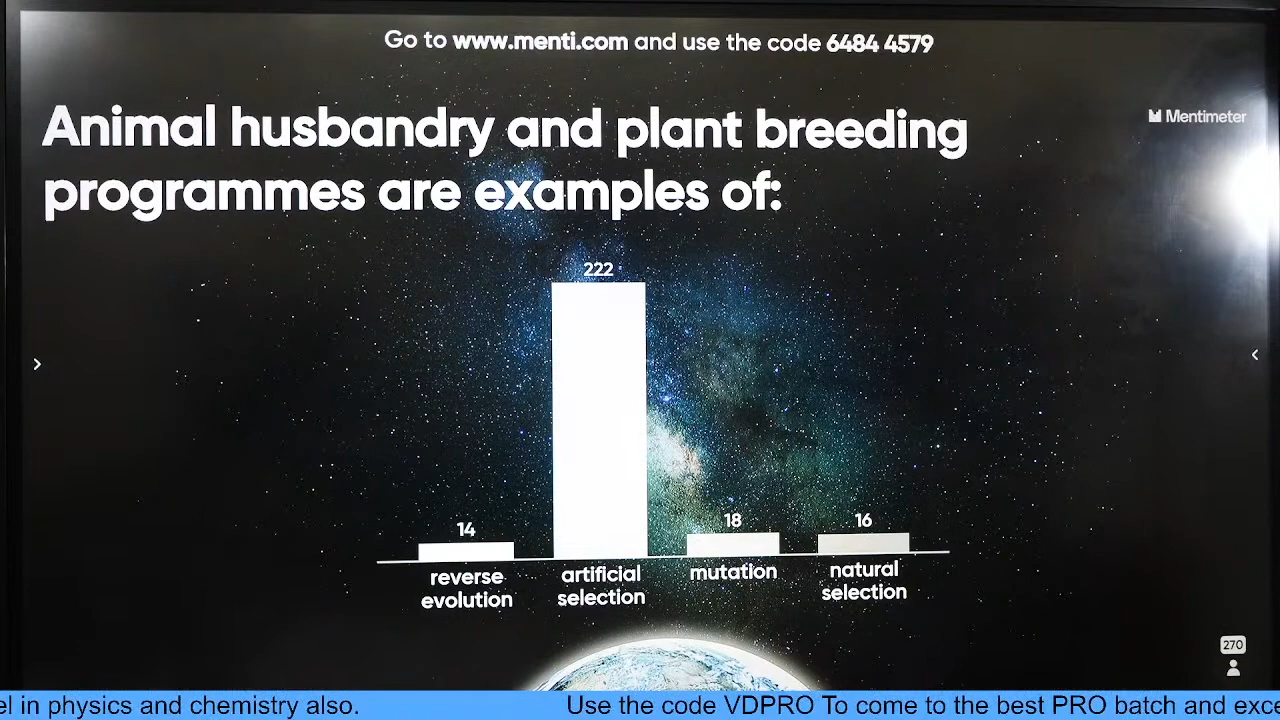 Go to www.menti.com and use the code 6484 4579
Mentimeter
Animal husbandry and plant breeding
programmes are examples of:
222
14
18
16
reverse
evolution
artificial
selection
mutation
natural
selection
270
in physics and chemistry also.
Use the code VDPRO To come to the best PRO batch and